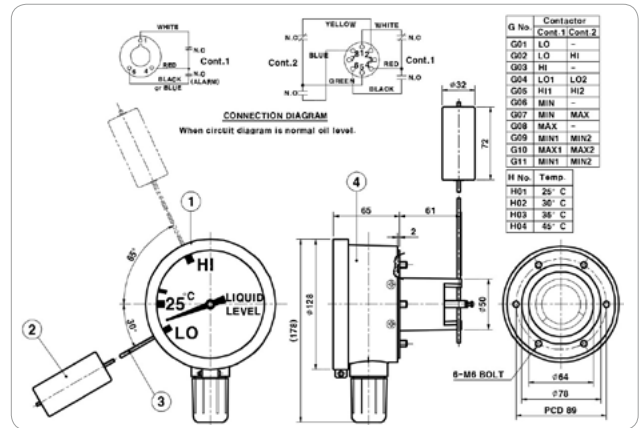 WHITE
N.O
1
RED
Cont.1
6 4
N.O
BLACK (ALARM)
or BLUE
YELLOW
WHITE
N.O
N.O
BLUE
RED
Cont.2
Cont.1
GREEN
N.O
N.O
BLACK
CONNECTION DIAGRAM
When circuit diagram is normal oil level.
G No. Contactor
Cont.1 Cont.2
G01 LO –
G02 LO HI
G03 HI –
G04 LO1 LO2
G05 HI1 HI2
G06 MIN –
G07 MIN MAX
G08 MAX –
G09 MIN1 MIN2
G10 MAX1 MAX2
G11 MIN1 MIN2
H No. Temp.
H01 25° C
H02 30° C
H03 35° C
H04 45° C
ø32
72
1
4
65
61
2
65°
HI
25°C
LIQUID
LEVEL
LO
30°
2
3
(178)
ø128
ø50
6-M6 BOLT
ø64
ø78
PCD 89